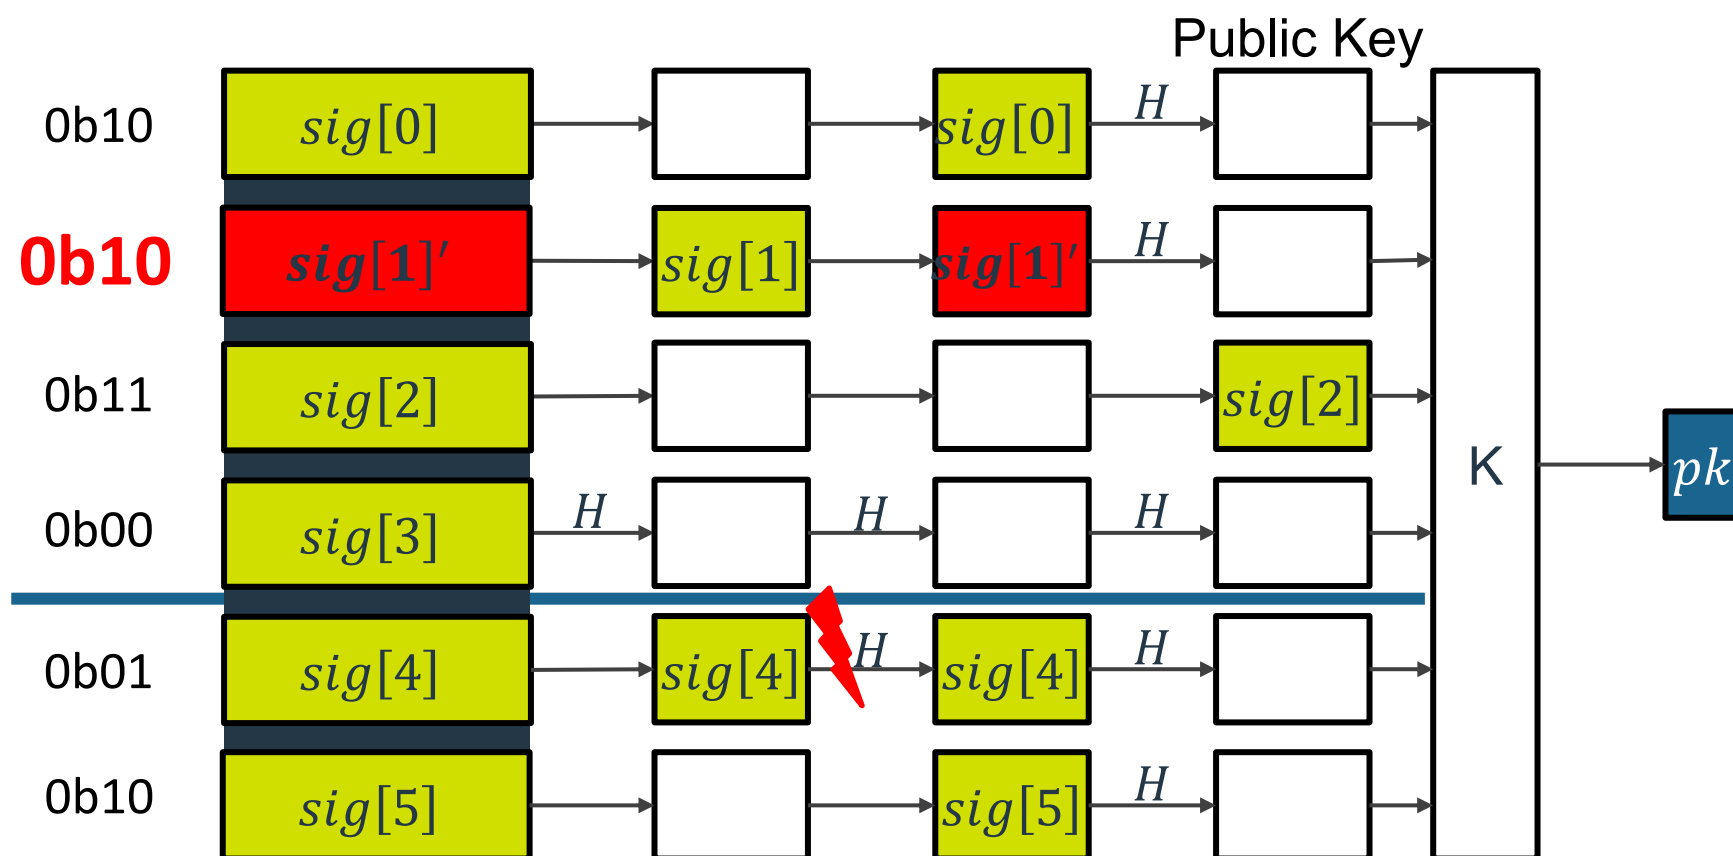 Public Key
0b10 sig[0] sig[0] H
0b10 sig[1]′ sig[1] sig[1]′ H
0b11 sig[2] sig[2]
K pk
0b00 sig[3] H H H
0b01 sig[4] sig[4] H sig[4] H
0b10 sig[5] sig[5] H